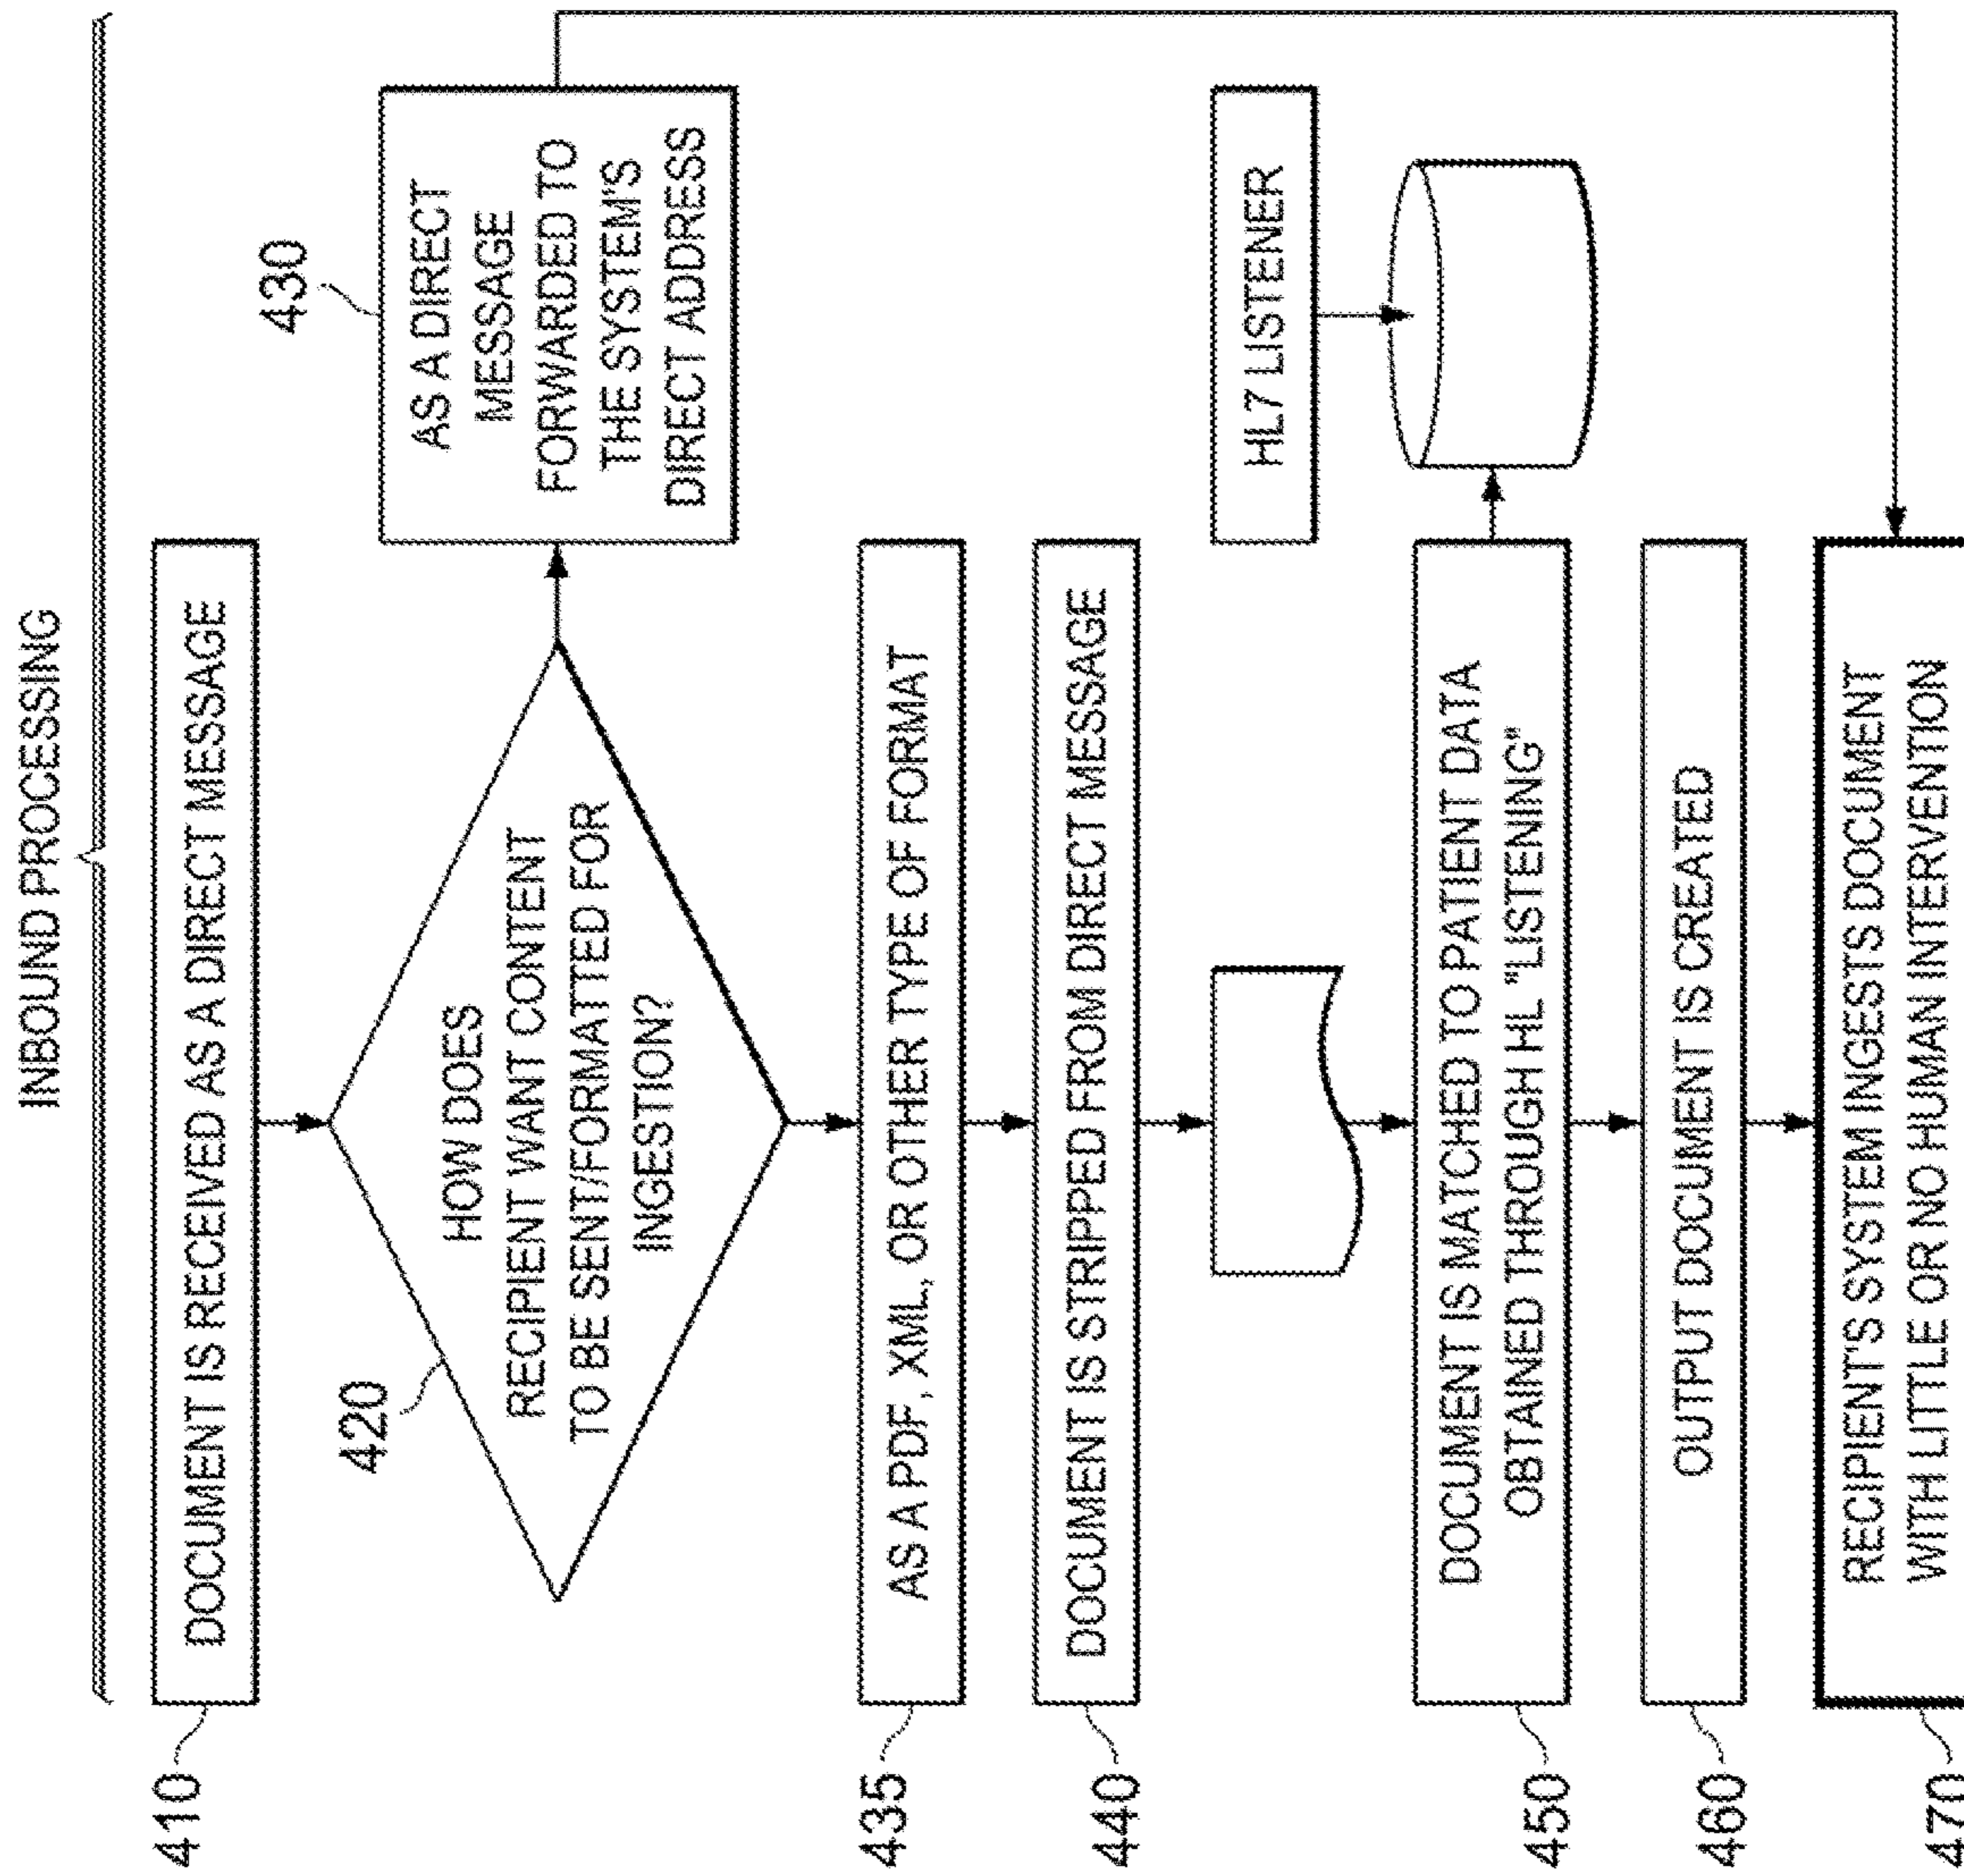 INBOUND PROCESSING
410
DOCUMENT IS RECEIVED AS A DIRECT MESSAGE
420
HOW DOES
RECIPIENT WANT CONTENT
TO BE SENT/FORMATTED FOR
INGESTION?
430
AS A DIRECT
MESSAGE
FORWARDED TO
THE SYSTEM'S
DIRECT ADDRESS
435
AS A PDF, XML, OR OTHER TYPE OF FORMAT
440
DOCUMENT IS STRIPPED FROM DIRECT MESSAGE
HL7 LISTENER
450
DOCUMENT IS MATCHED TO PATIENT DATA
OBTAINED THROUGH HL "LISTENING"
460
OUTPUT DOCUMENT IS CREATED
470
RECIPIENT'S SYSTEM INGESTS DOCUMENT
WITH LITTLE OR NO HUMAN INTERVENTION